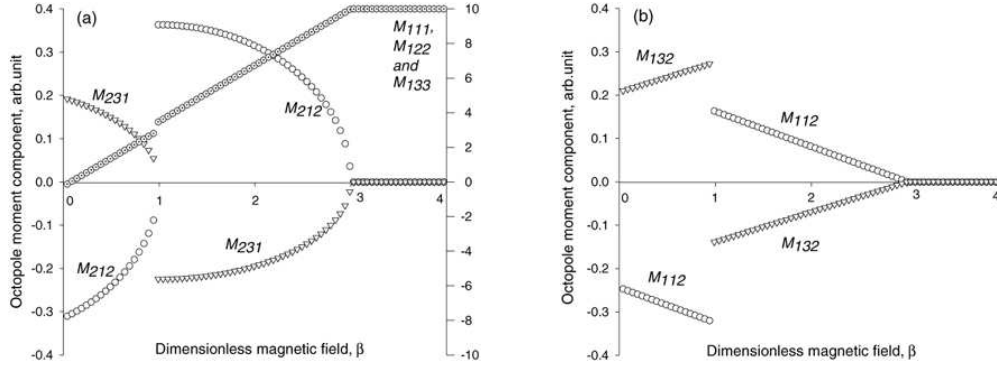 (a)
Octopole moment component, arb.unit
0.4
0.3
0.2
0.1
0.0
-0.1
-0.2
-0.3
-0.4
10
8
6
4
2
0
-2
-4
-6
-8
-10
0 1 2 3 4
M111,
M122
and
M133
M231
M212
M231
M212
Dimensionless magnetic field, β
(b)
Octopole moment component, arb.unit
0.4
0.3
0.2
0.1
0.0
-0.1
-0.2
-0.3
-0.4
0 1 2 3 4
M132
M112
M132
M112
Dimensionless magnetic field, β